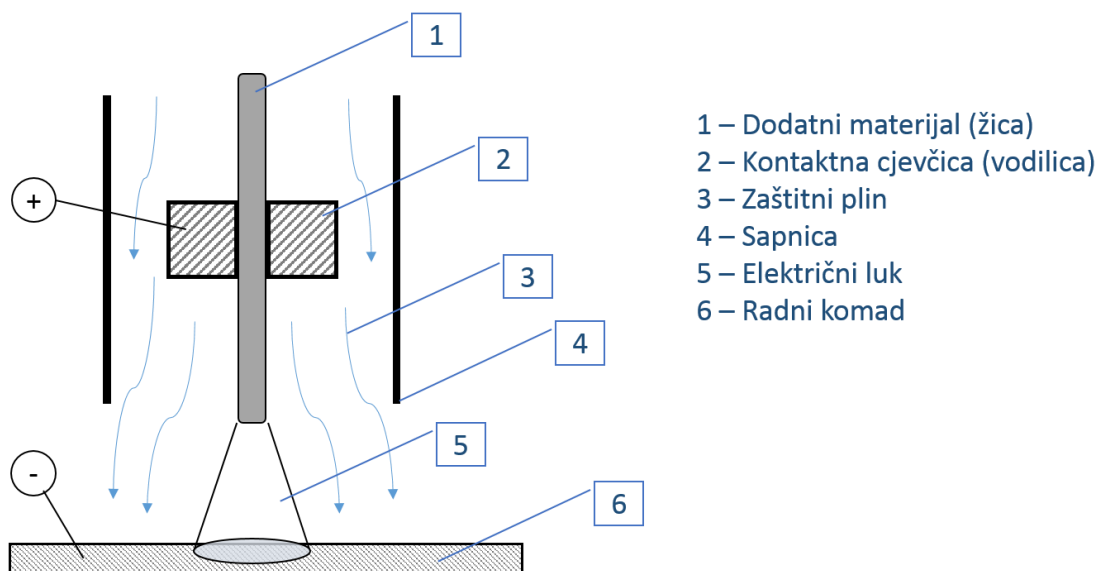 1
2
+
3
4
5
-
6
1 – Dodatni materijal (žica)
2 – Kontaktna cjevčica (vodilica)
3 – Zaštitni plin
4 – Sapnica
5 – Električni luk
6 – Radni komad